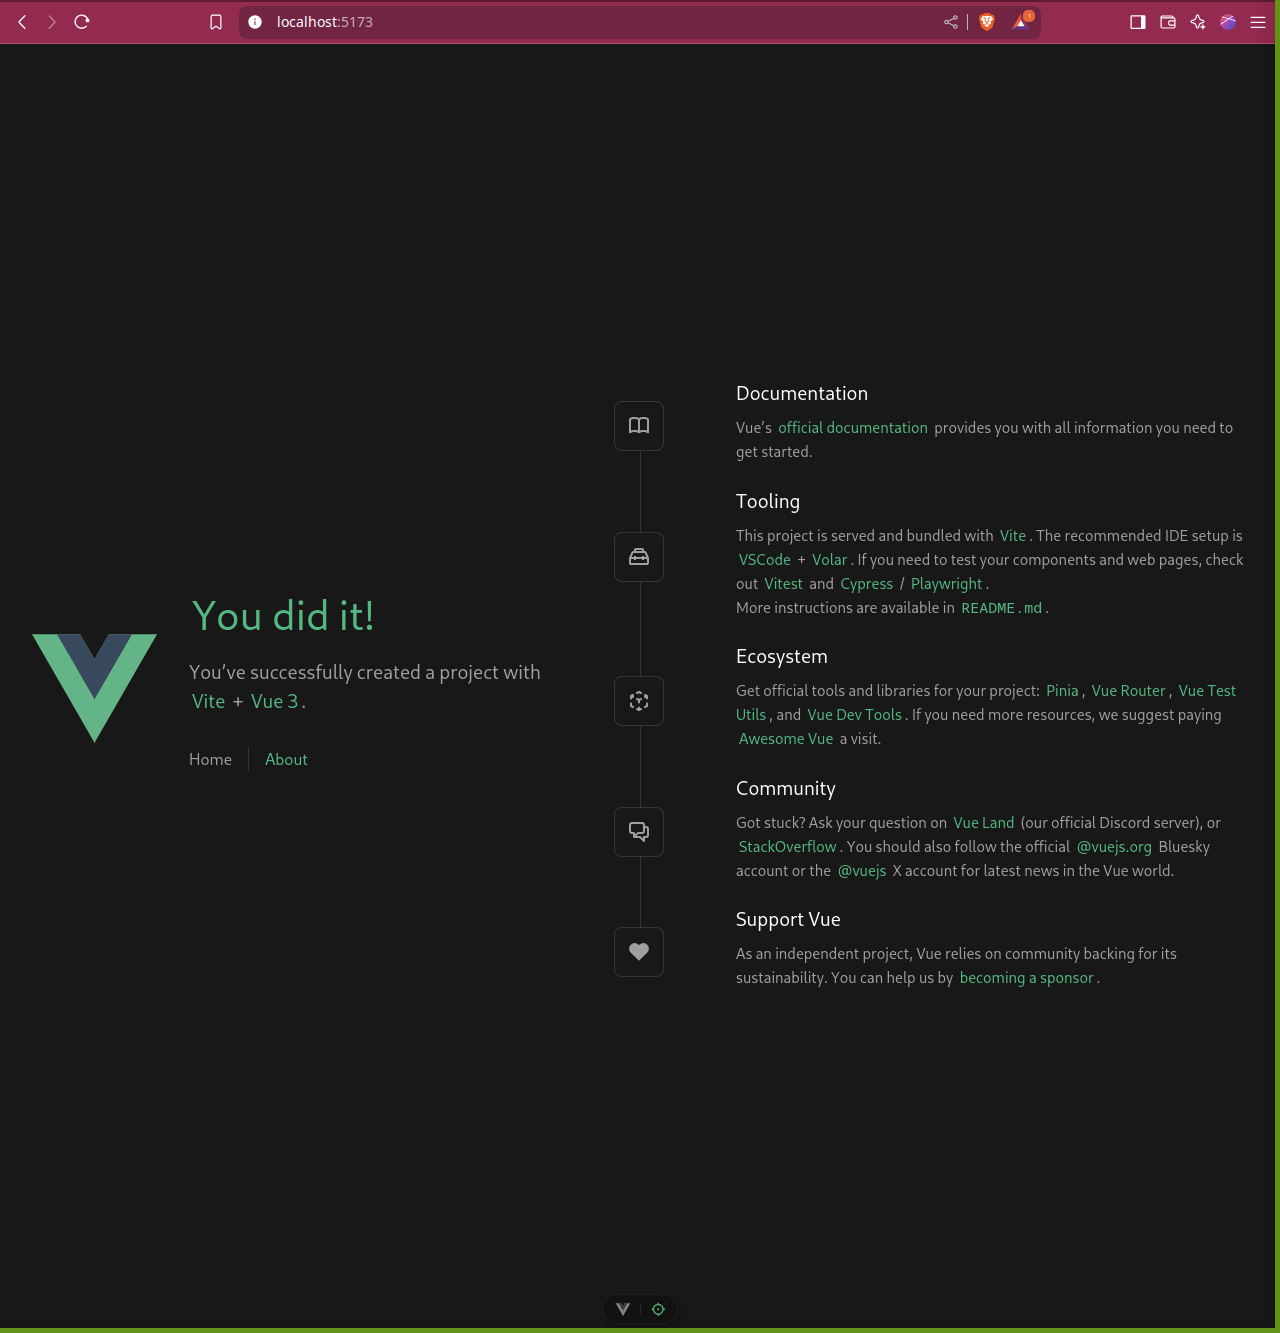 localhost:5173
1
You did it!
You’ve successfully created a project with
Vite + Vue 3.
Home
About
Documentation
Vue’s official documentation provides you with all information you need to
get started.
Tooling
This project is served and bundled with Vite. The recommended IDE setup is
VSCode + Volar. If you need to test your components and web pages, check
out Vitest and Cypress / Playwright.
More instructions are available in README.md.
Ecosystem
Get official tools and libraries for your project: Pinia, Vue Router, Vue Test
Utils, and Vue Dev Tools. If you need more resources, we suggest paying
Awesome Vue a visit.
Community
Got stuck? Ask your question on Vue Land (our official Discord server), or
StackOverflow. You should also follow the official @vuejs.org Bluesky
account or the @vuejs X account for latest news in the Vue world.
Support Vue
As an independent project, Vue relies on community backing for its
sustainability. You can help us by becoming a sponsor.